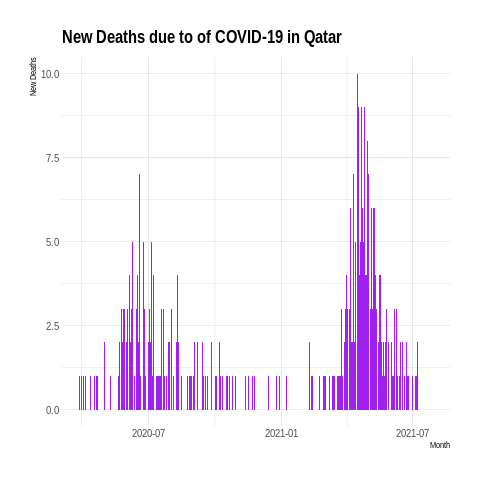 New Deaths due to of COVID-19 in Qatar
New Deaths
10.0
7.5
5.0
2.5
0.0
2020-07
2021-01
2021-07
Month